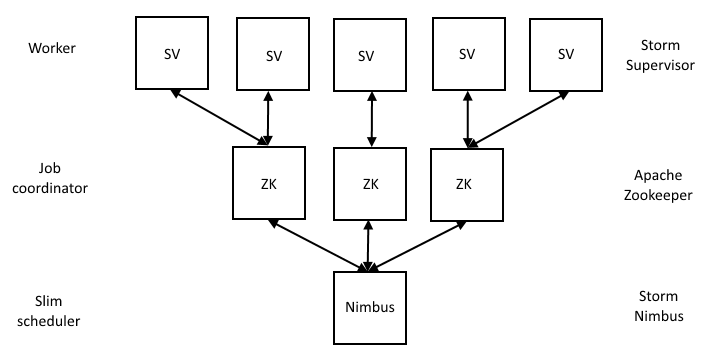 Worker
SV
SV
SV
SV
SV
Storm
Supervisor
Job
coordinator
ZK
ZK
ZK
Apache
Zookeeper
Slim
scheduler
Nimbus
Storm
Nimbus